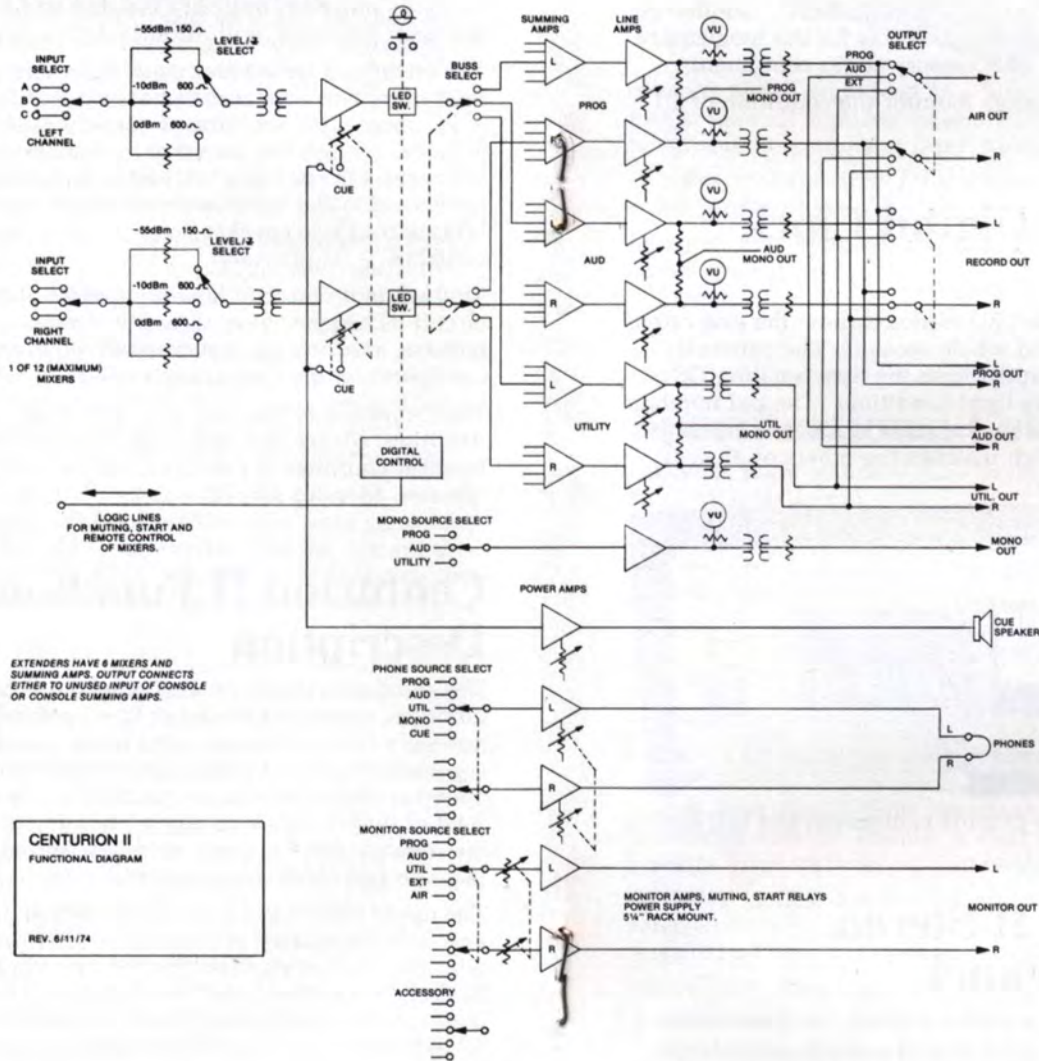 -55dBm 150
LEVEL/Ω SELECT
INPUT SELECT
-10dBm 600
A
B
C
0dBm 600
LEFT CHANNEL
CUE
LED SW.
BUSS SELECT
-55dBm 150
LEVEL/Ω SELECT
INPUT SELECT
-10dBm 600
0dBm 600
RIGHT CHANNEL
1 OF 12 (MAXIMUM)
MIXERS
CUE
LED SW.
DIGITAL
CONTROL
LOGIC LINES
FOR MUTING, START AND
REMOTE CONTROL
OF MIXERS.
SUMMING
AMPS
LINE
AMPS
VU
L
PROG
PROG
MONO OUT
VU
VU
AUD
AUD
MONO OUT
VU
R
L
UTILITY
UTIL
MONO OUT
R
VU
OUTPUT
SELECT
PROG
AUD
EXT
L
AIR OUT
R
L
RECORD OUT
R
L
PROG OUT
R
L
AUD OUT
R
L
UTIL. OUT
R
MONO
OUT
MONO SOURCE SELECT
PROG
AUD
UTILITY
POWER AMPS
CUE
SPEAKER
EXTENDERS HAVE 6 MIXERS AND
SUMMING AMPS. OUTPUT CONNECTS
EITHER TO UNUSED INPUT OF CONSOLE
OR CONSOLE SUMMING AMPS.
PHONE SOURCE SELECT
PROG
AUD
UTIL
MONO
CUE
L
R
L
R
PHONES
MONITOR SOURCE SELECT
PROG
AUD
UTIL
EXT
AIR
L
R
L
MONITOR AMPS, MUTING, START RELAYS
POWER SUPPLY
5¼" RACK MOUNT.
MONITOR OUT
R
ACCESSORY
CENTURION II
FUNCTIONAL DIAGRAM
REV. 6/11/74